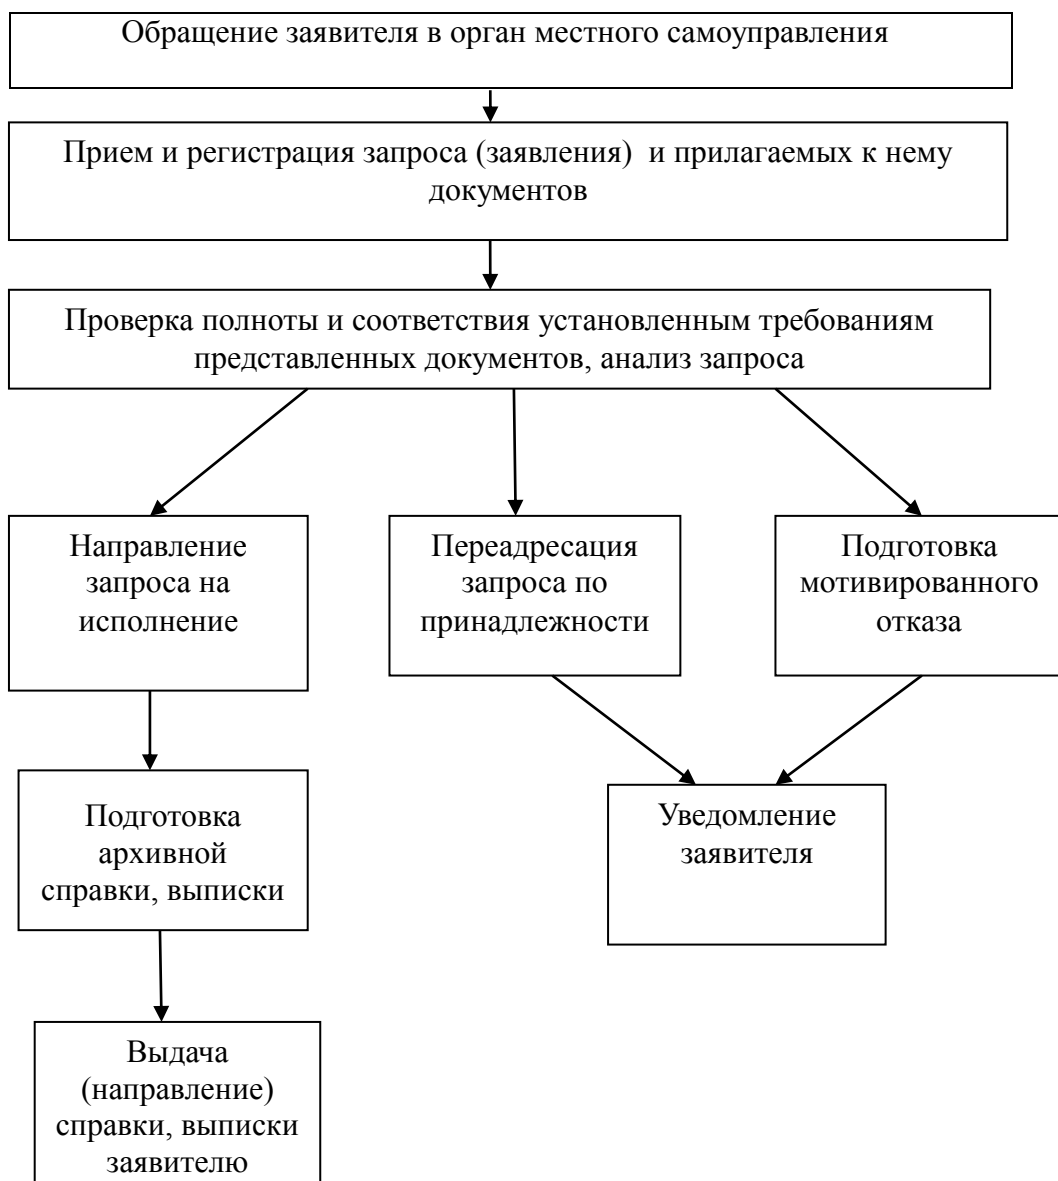 Обращение заявителя в орган местного самоуправления
Прием и регистрация запроса (заявления) и прилагаемых к нему
документов
Проверка полноты и соответствия установленным требованиям
представленных документов, анализ запроса
Направление
запроса на
исполнение
Переадресация
запроса по
принадлежности
Подготовка
мотивированного
отказа
Подготовка
архивной
справки, выписки
Уведомление
заявителя
Выдача
(направление)
справки, выписки
заявителю